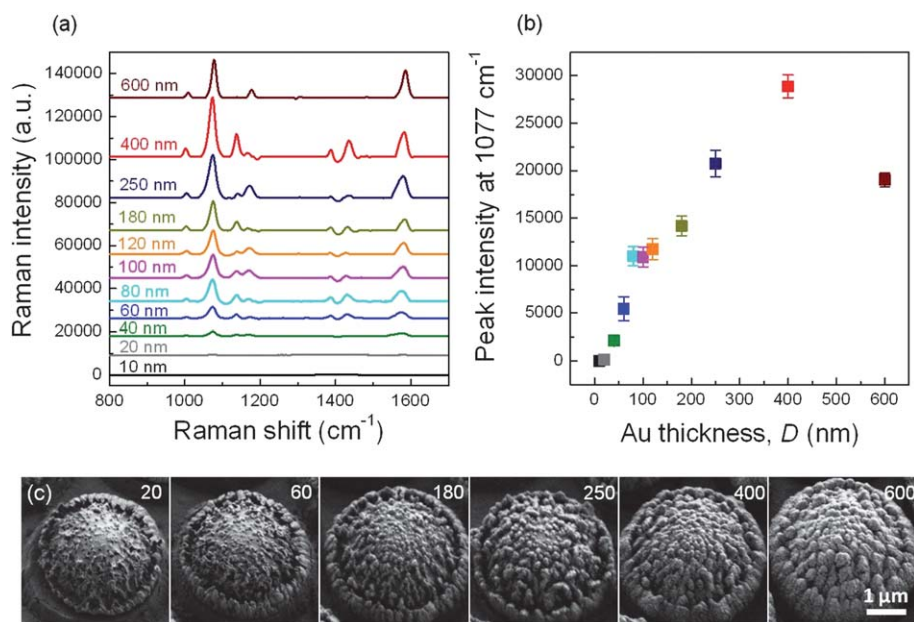 (a)
140000
120000
100000
80000
60000
40000
20000
0
800 1000 1200 1400 1600
Raman intensity (a.u.)
Raman shift (cm⁻¹)
600 nm
400 nm
250 nm
180 nm
120 nm
100 nm
80 nm
60 nm
40 nm
20 nm
10 nm
(b)
30000
25000
20000
15000
10000
5000
0
0 100 200 300 400 500 600
Peak intensity at 1077 cm⁻¹
Au thickness, D (nm)
(c) 20 60 180 250 400 600
1 µm